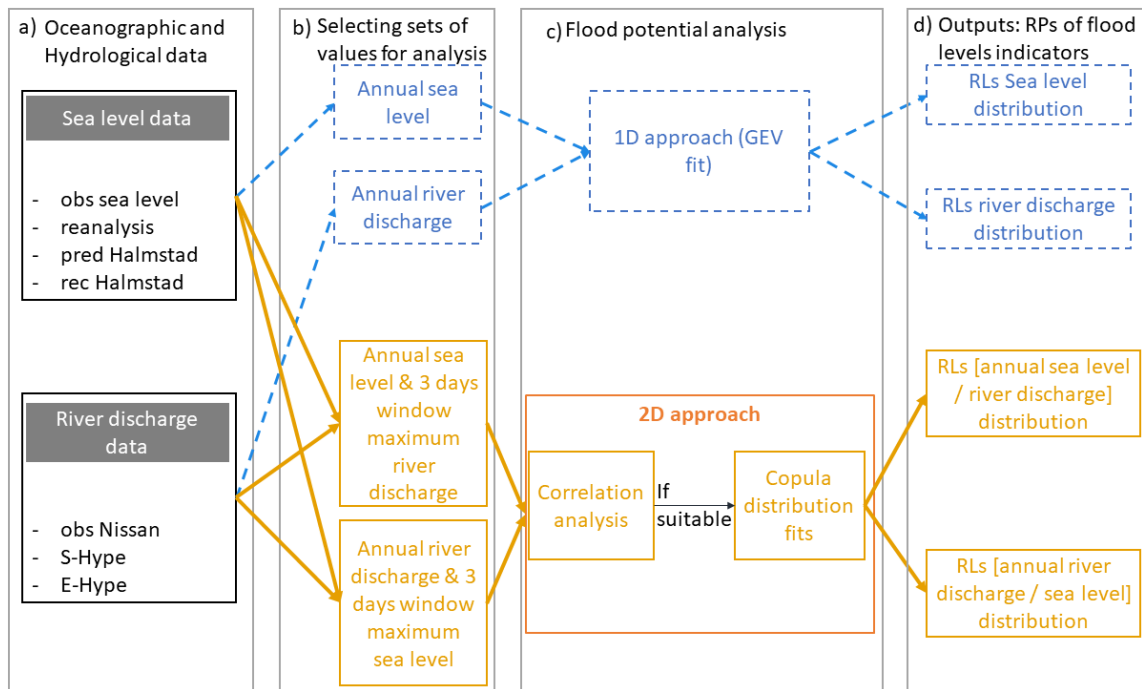 a) Oceanographic and
Hydrological data
Sea level data
- obs sea level
- reanalysis
- pred Halmstad
- rec Halmstad
River discharge
data
- obs Nissan
- S-Hype
- E-Hype
b) Selecting sets of
values for analysis
Annual sea
level
Annual river
discharge
Annual sea
level & 3 days
window
maximum
river
discharge
Annual river
discharge & 3
days window
maximum
sea level
c) Flood potential analysis
1D approach (GEV
fit)
2D approach
Correlation
analysis
If
suitable
Copula
distribution
fits
d) Outputs: RPs of flood
levels indicators
RLs Sea level
distribution
RLs river discharge
distribution
RLs [annual sea level
/ river discharge]
distribution
RLs [annual river
discharge / sea level]
distribution